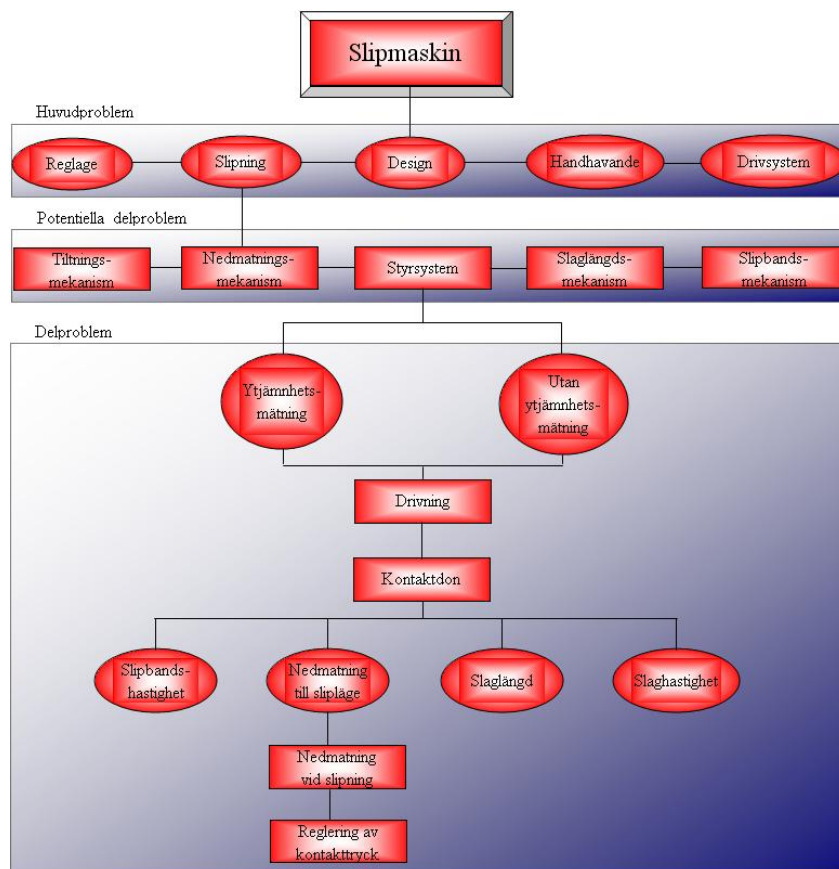 Slipmaskin
Huvudproblem
Reglage
Slipning
Design
Handhavande
Drivsystem
Potentiella delproblem
Tiltnings-
mekanism
Nedmatnings-
mekanism
Styrsystem
Slaglängds-
mekanism
Slipbands-
mekanism
Delproblem
Ytjämnhets-
mätning
Utan
ytjämnhets-
mätning
Drivning
Kontaktdon
Slipbands-
hastighet
Nedmatning
till slipläge
Slaglängd
Slaghastighet
Nedmatning
vid slipning
Reglering av
kontakttryck